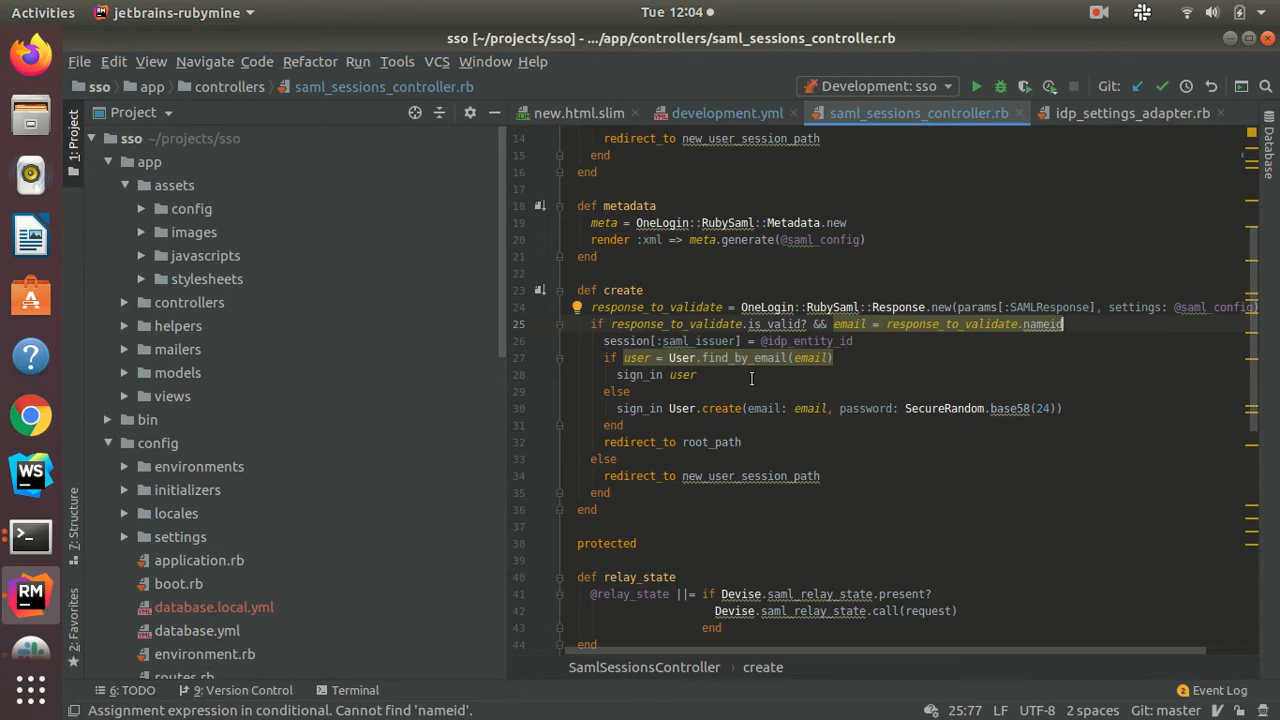 Activities jetbrains-rubymine Tue 12:04
sso [~/projects/sso] - .../app/controllers/saml_sessions_controller.rb
File Edit View Navigate Code Refactor Run Tools VCS Window Help
sso app controllers saml_sessions_controller.rb Development: sso Git:
Project new.html.slim development.yml saml_sessions_controller.rb idp_settings_adapter.rb
1: Project
7: Structure
2: Favorites
Database
sso ~/projects/sso
app
assets
config
images
javascripts
stylesheets
controllers
helpers
mailers
models
views
bin
config
environments
initializers
locales
settings
application.rb
boot.rb
database.local.yml
database.yml
environment.rb
routes.rb
14 redirect_to new_user_session_path
15 end
16 end
17
18 def metadata
19 meta = OneLogin::RubySaml::Metadata.new
20 render :xml => meta.generate(@saml_config)
21 end
22
23 def create
24 response_to_validate = OneLogin::RubySaml::Response.new(params[:SAMLResponse], settings: @saml_config)
25 if response_to_validate.is_valid? && email = response_to_validate.nameid
26 session[:saml_issuer] = @idp_entity_id
27 if user = User.find_by_email(email)
28 sign_in user
29 else
30 sign_in User.create(email: email, password: SecureRandom.base58(24))
31 end
32 redirect_to root_path
33 else
34 redirect_to new_user_session_path
35 end
36 end
37
38 protected
39
40 def relay_state
41 @relay_state ||= if Devise.saml_relay_state.present?
42 Devise.saml_relay_state.call(request)
43 end
44 end
SamlSessionsController create
6: TODO 9: Version Control Terminal 2 Event Log
Assignment expression in conditional. Cannot find 'nameid'. 25:77 LF UTF-8 2 spaces Git: master
WS
RM